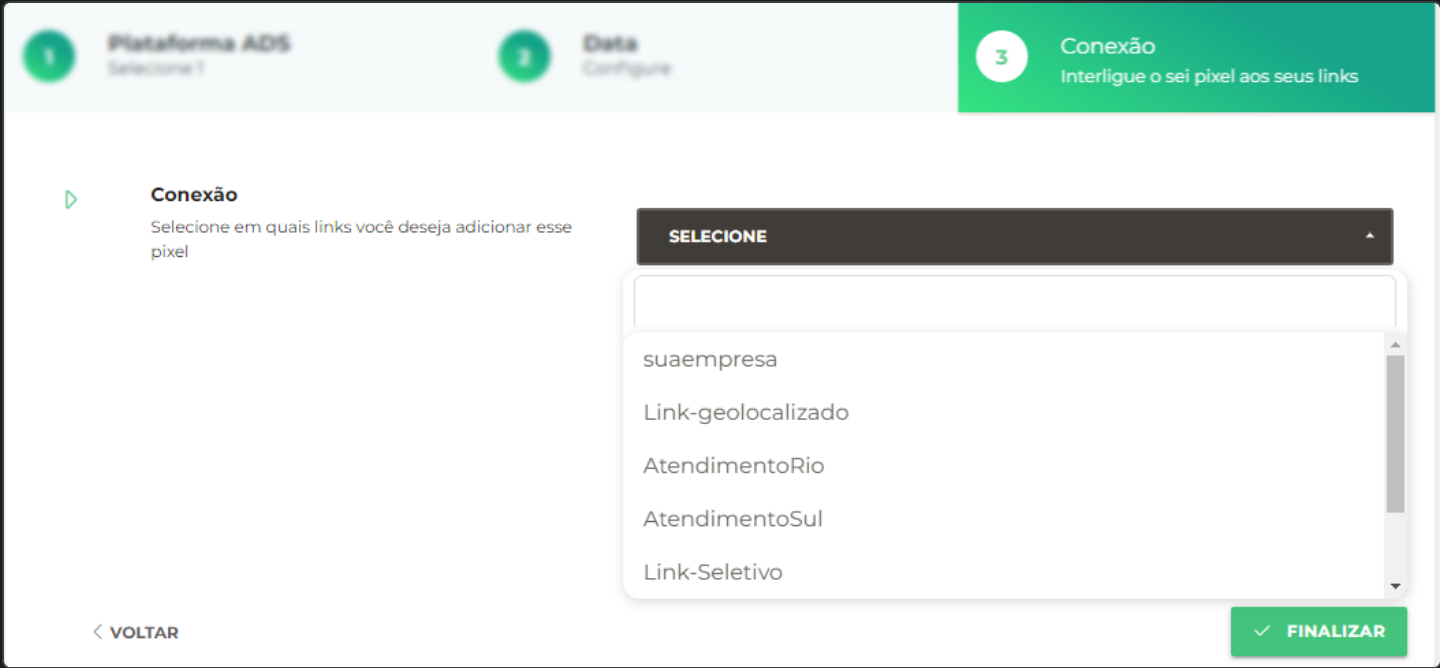 1
Plataforma ADS
Selecione 1
2
Data
Configure
3
Conexão
Interligue o sei pixel aos seus links
Conexão
Selecione em quais links você deseja adicionar esse
pixel
SELECIONE
suaempresa
Link-geolocalizado
AtendimentoRio
AtendimentoSul
Link-Seletivo
VOLTAR
FINALIZAR